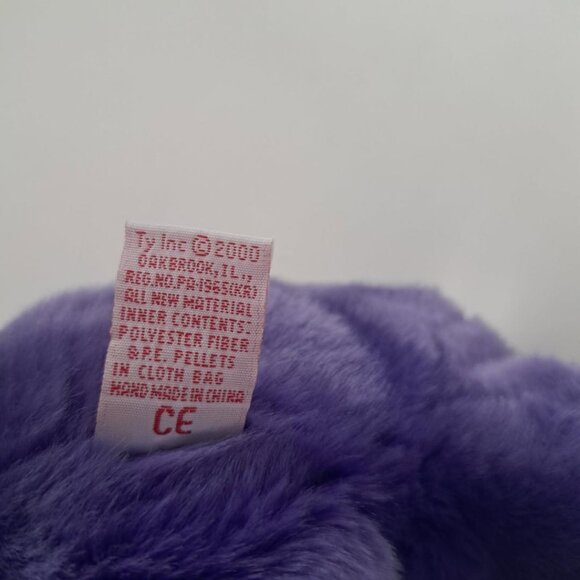 Ty Inc © 2000
OAKBROOK, IL.,
REG.NO.PA-1965(KR)
ALL NEW MATERIAL
INNER CONTENTS:
POLYESTER FIBER
& P.E. PELLETS
IN CLOTH BAG
HAND MADE IN CHINA
CE